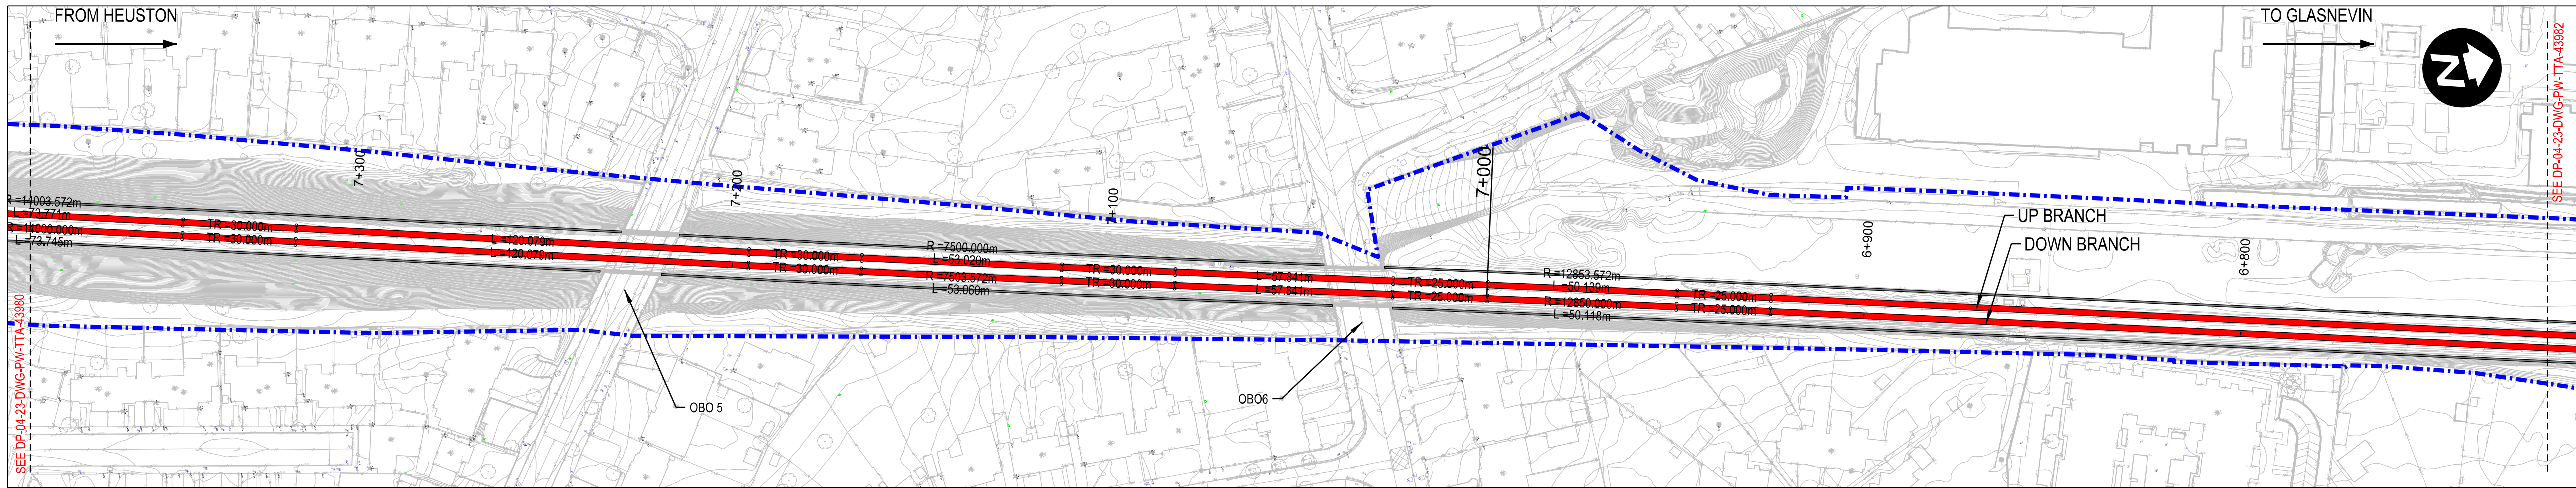 FROM HEUSTON
TO GLASNEVIN
N
SEE DP-04-23-DWG-PW-TTA-43982
SEE DP-04-23-DWG-PW-TTA-43980
7+300
7+200
7+100
7+000
6+900
6+800
R =14003.572m
L =73.771m
R =14000.000m
L =73.745m
TR =30.000m
TR =30.000m
L =120.079m
L =120.079m
TR =30.000m
TR =30.000m
R =7500.000m
L =53.020m
R =7503.572m
L =53.060m
TR =30.000m
TR =30.000m
L =57.841m
L =57.841m
TR =25.000m
TR =25.000m
R =12853.572m
L =50.139m
R =12850.000m
L =50.118m
TR =25.000m
TR =25.000m
UP BRANCH
DOWN BRANCH
OBO 5
OBO6